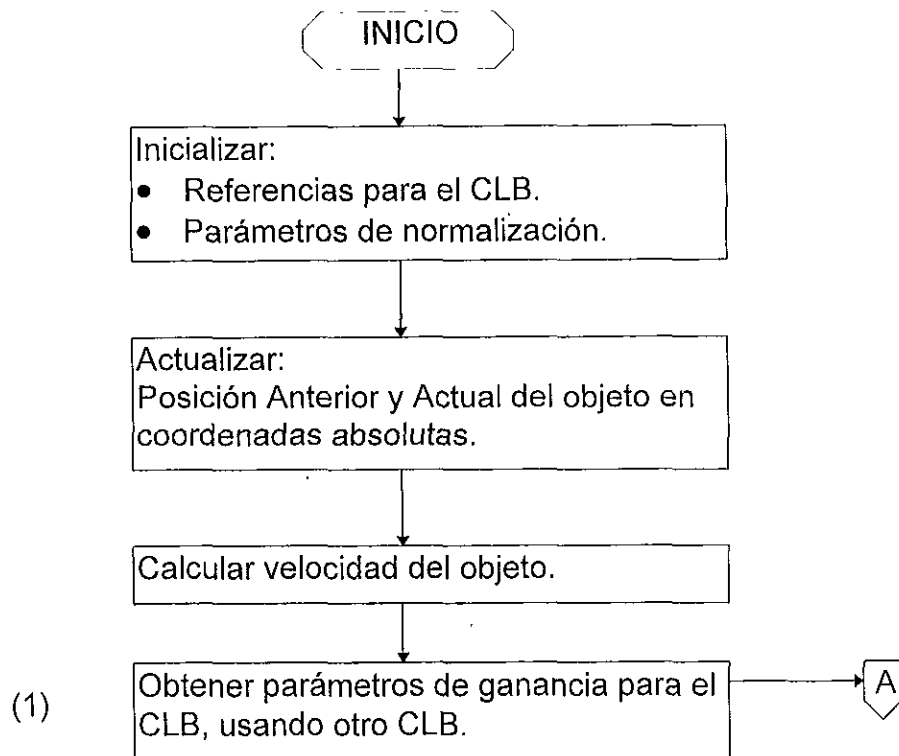 INICIO
Inicializar:
• Referencias para el CLB.
• Parámetros de normalización.
Actualizar:
Posición Anterior y Actual del objeto en
coordenadas absolutas.
Calcular velocidad del objeto.
(1)
Obtener parámetros de ganancia para el
CLB, usando otro CLB.
A